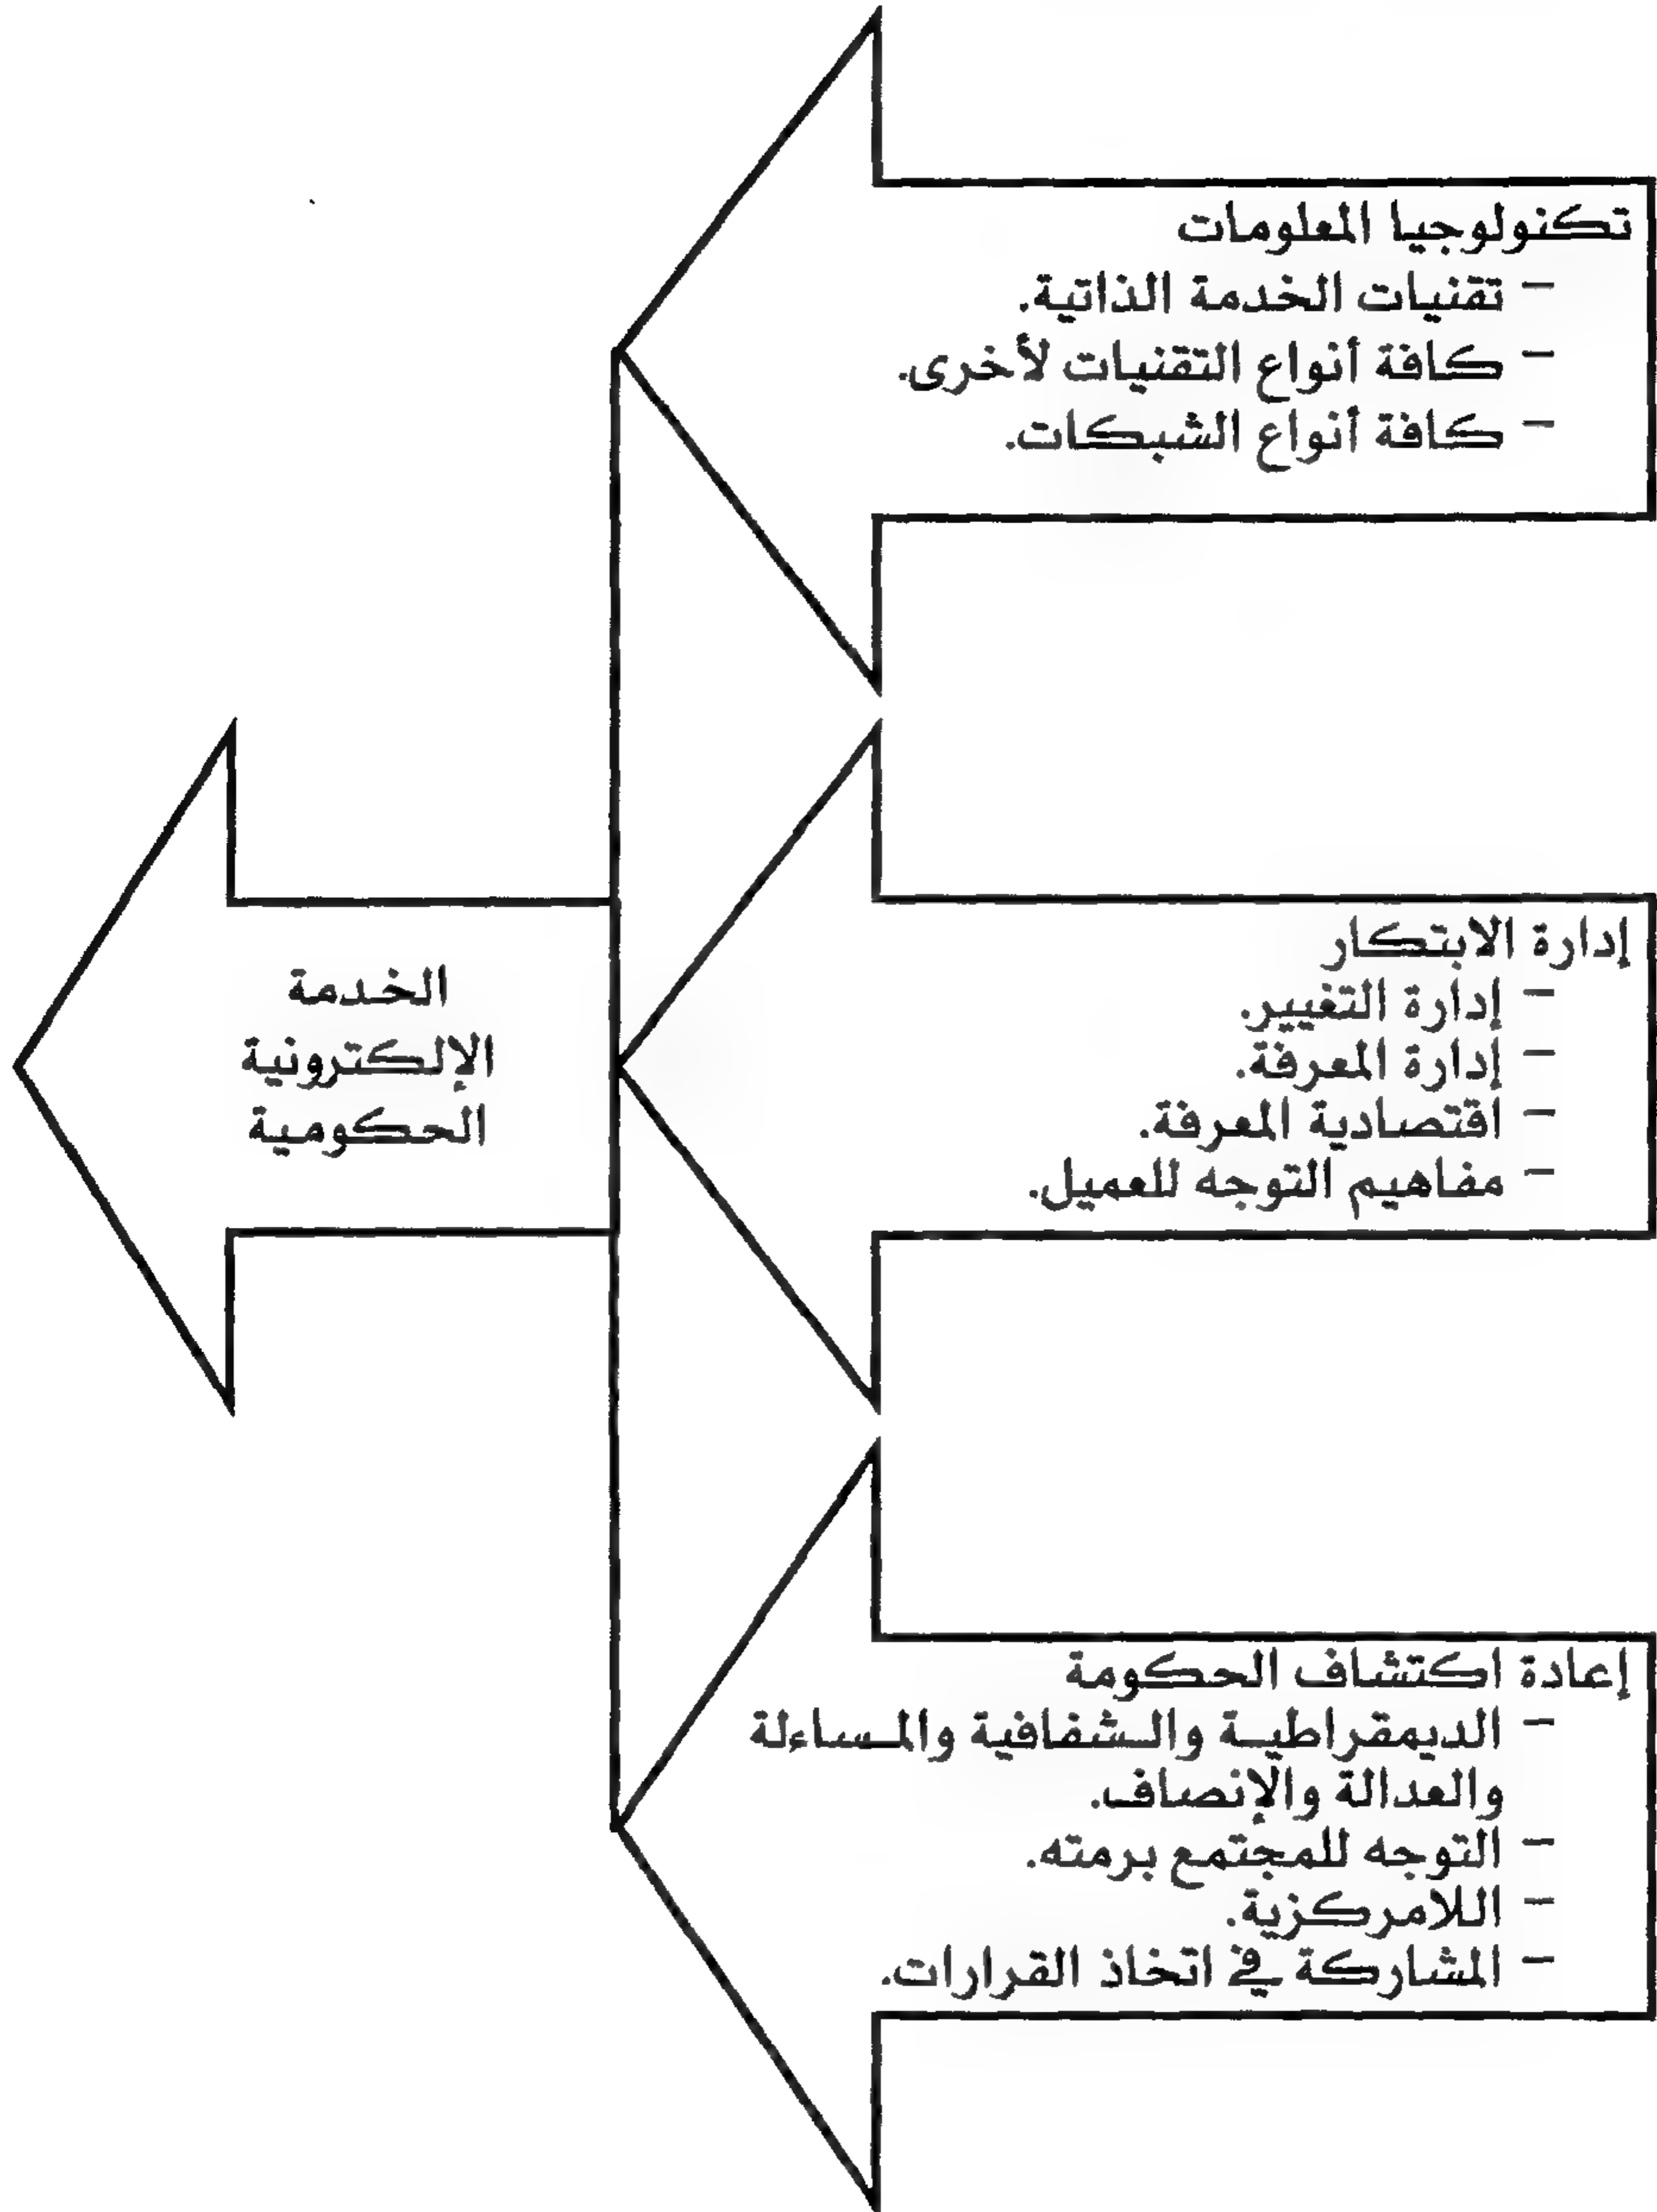 تكنولوجيا المعلومات
– تقنيات الخدمة الذاتية.
– كافة أنواع التقنيات لأخرى.
– كافة أنواع الشبكات.
إدارة الابتكار
– إدارة التغيير.
– إدارة المعرفة.
– اقتصادية المعرفة.
– مفاهيم التوجه للعميل.
إعادة اكتشاف الحكومة
– الديمقراطية والشفافية والمساءلة
والعدالة والإنصاف.
– التوجه للمجتمع برمته.
– اللامركزية.
– المشاركة في اتخاذ القرارات.
الخدمة
الإلكترونية
الحكومية